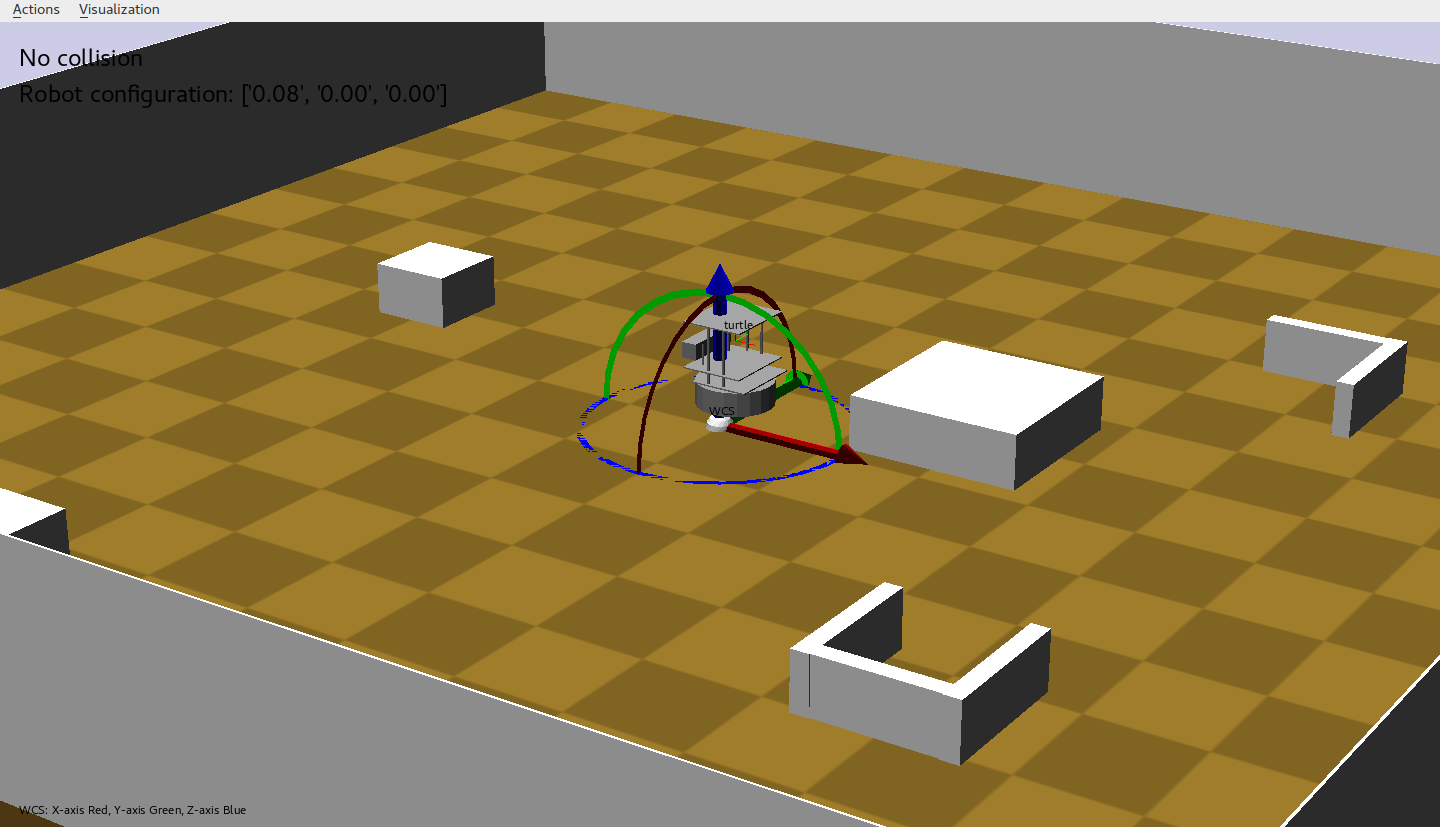 Actions Visualization
No collision
Robot configuration: ['0.08', '0.00', '0.00']
turtle
WCS
WCS: X-axis Red, Y-axis Green, Z-axis Blue